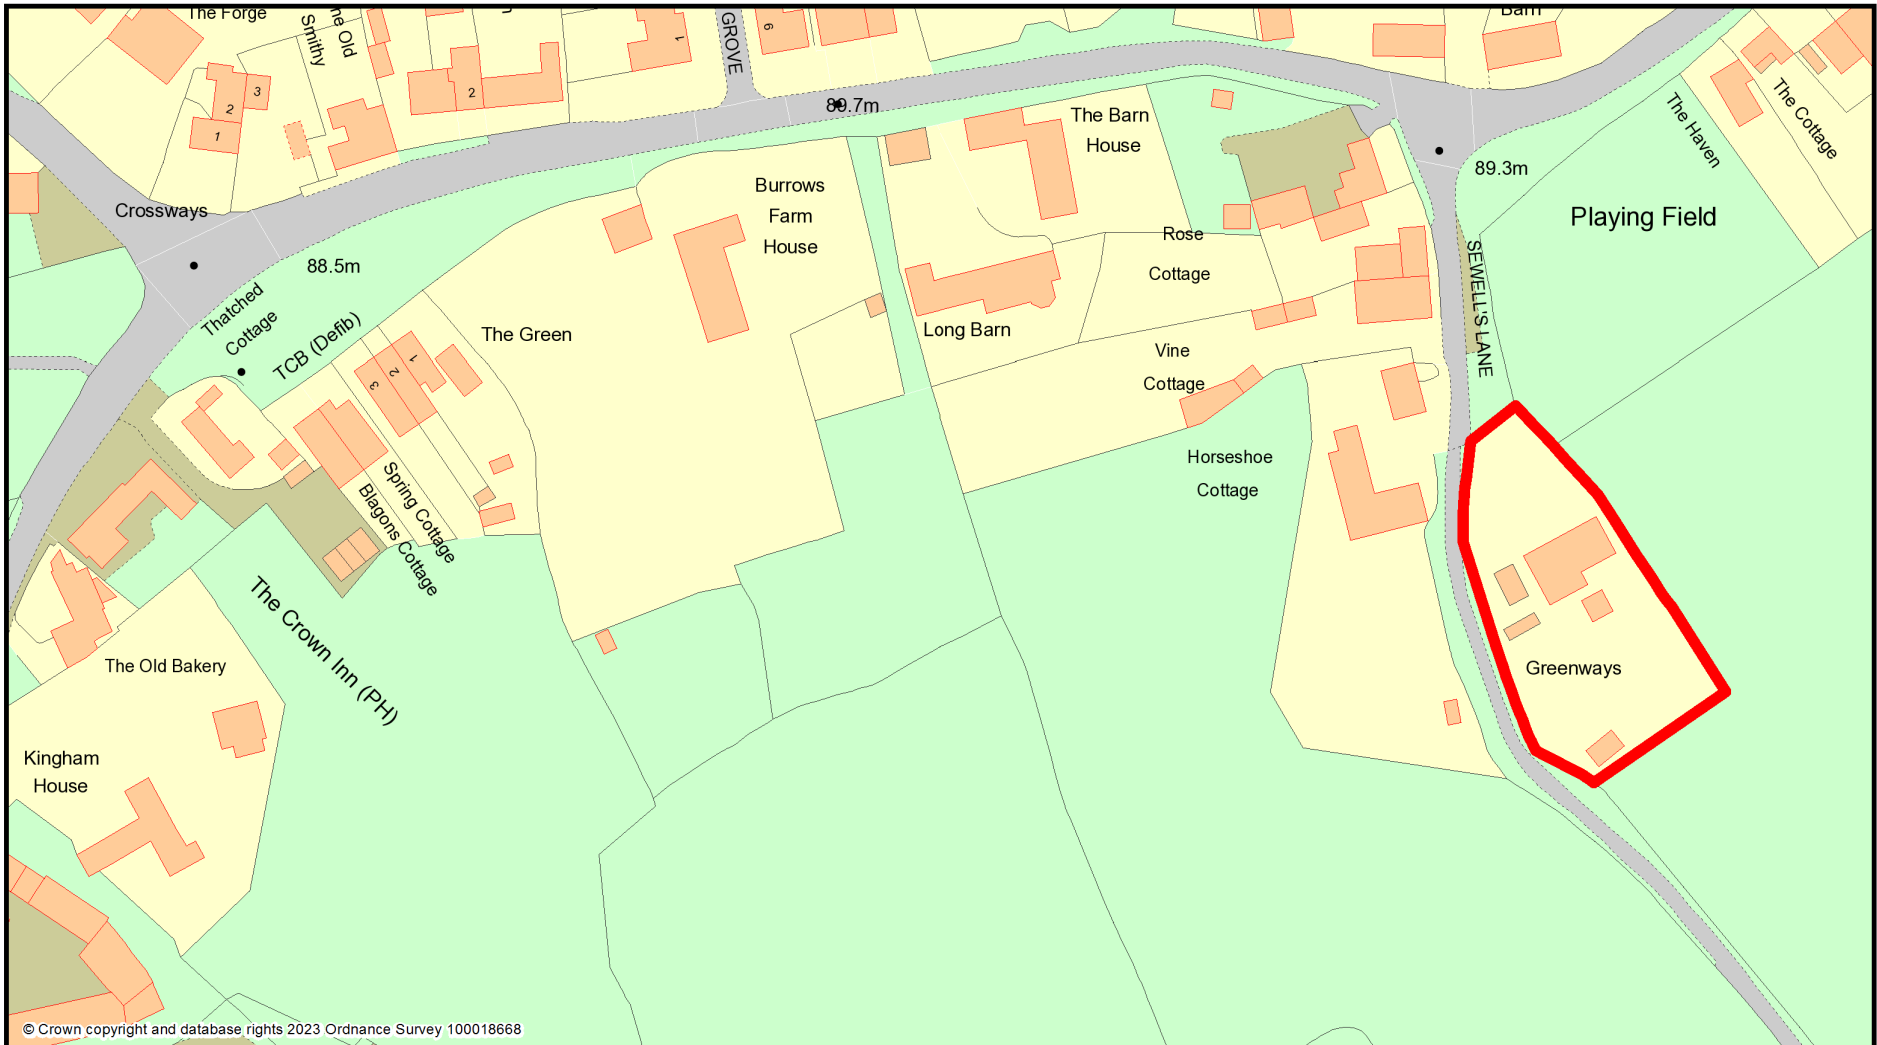 The Forge
The Old
Smithy
GROVE
Barn
2
3
1
2
1
9
89.7m
The Barn
House
The Haven
The Cottage
89.3m
Playing Field
Crossways
Burrows
Farm
House
Rose
Cottage
SEWELL'S LANE
88.5m
Thatched
Cottage
TCB (Defib)
The Green
Long Barn
1
2
3
Vine
Cottage
Horseshoe
Cottage
Spring Cottage
Blagons Cottage
The Crown Inn (PH)
The Old Bakery
Greenways
Kingham
House
© Crown copyright and database rights 2023 Ordnance Survey 100018668